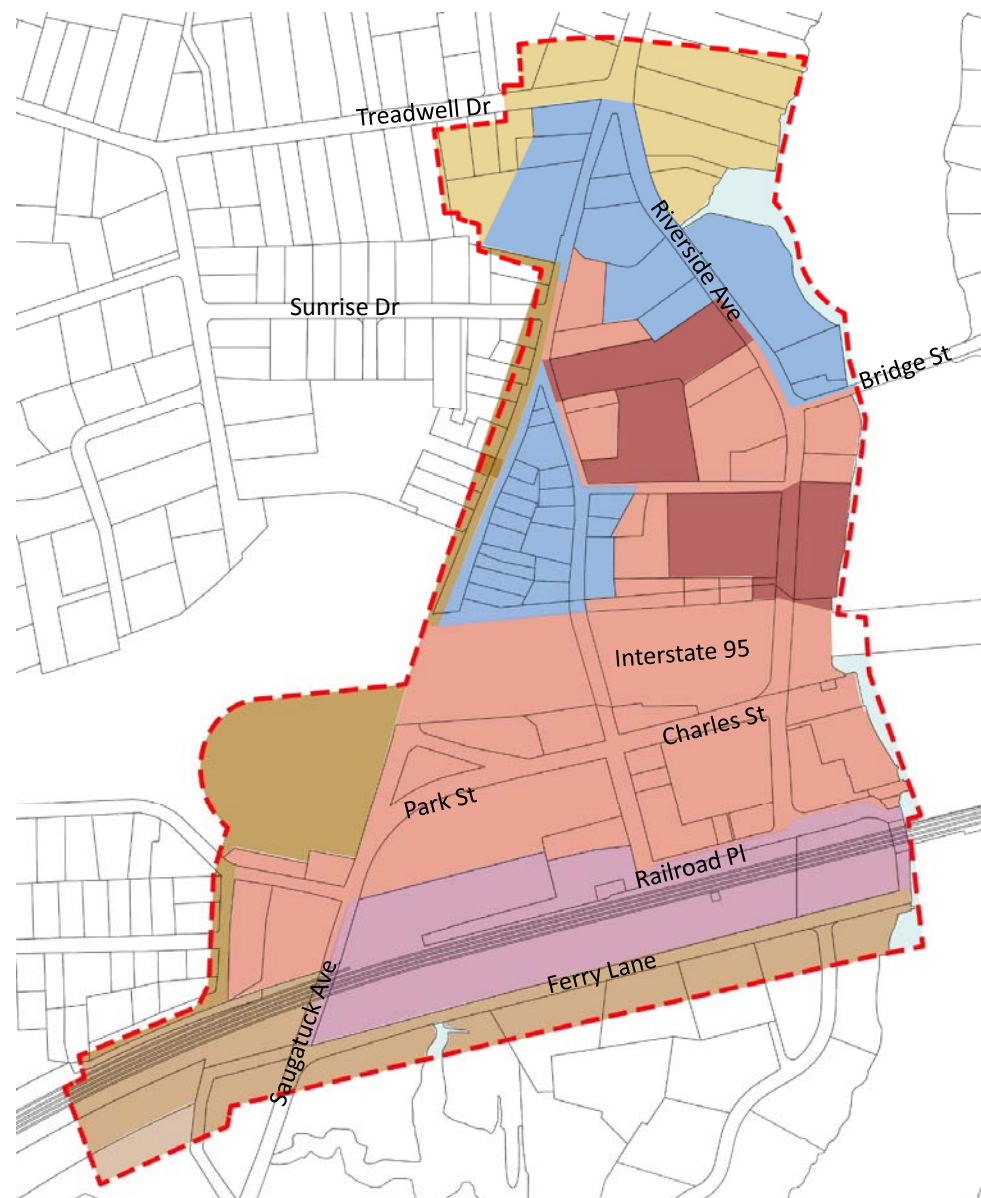 Treadwell Dr
Riverside Ave
Sunrise Dr
Bridge St
Interstate 95
Charles St
Park St
Railroad Pl
Ferry Lane
Saugatuck Ave